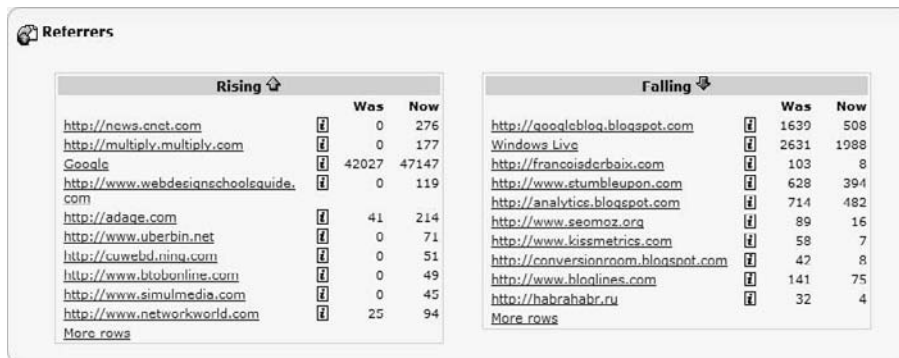 Referrers
Rising
Was Now
http://news.cnet.com 0 276
http://multiply.multiply.com 0 177
Google 42027 47147
http://www.webdesignschoolsguide.
com 0 119
http://adage.com 41 214
http://www.uberbin.net 0 71
http://cuwebd.ning.com 0 51
http://www.btobonline.com 0 49
http://www.simulmedia.com 0 45
http://www.networkworld.com 25 94
More rows
Falling
Was Now
http://googleblog.blogspot.com 1639 508
Windows Live 2631 1988
http://francoisderbaix.com 103 8
http://www.stumbleupon.com 628 394
http://analytics.blogspot.com 714 482
http://www.seomoz.org 89 16
http://www.kissmetrics.com 58 7
http://conversionroom.blogspot.com 42 8
http://www.bloglines.com 141 75
http://habrahabr.ru 32 4
More rows